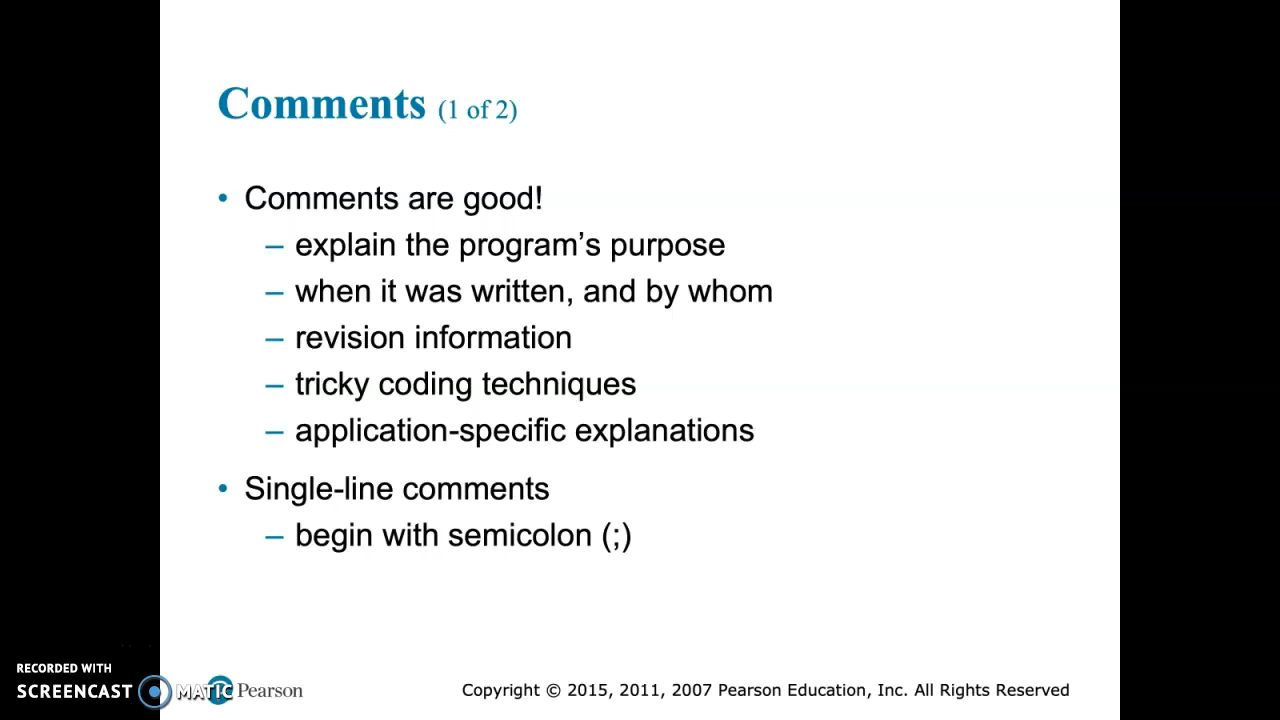 Comments (1 of 2)
• Comments are good!
– explain the program’s purpose
– when it was written, and by whom
– revision information
– tricky coding techniques
– application-specific explanations
• Single-line comments
– begin with semicolon (;)
RECORDED WITH
SCREENCAST MATIC
Pearson
Copyright © 2015, 2011, 2007 Pearson Education, Inc. All Rights Reserved